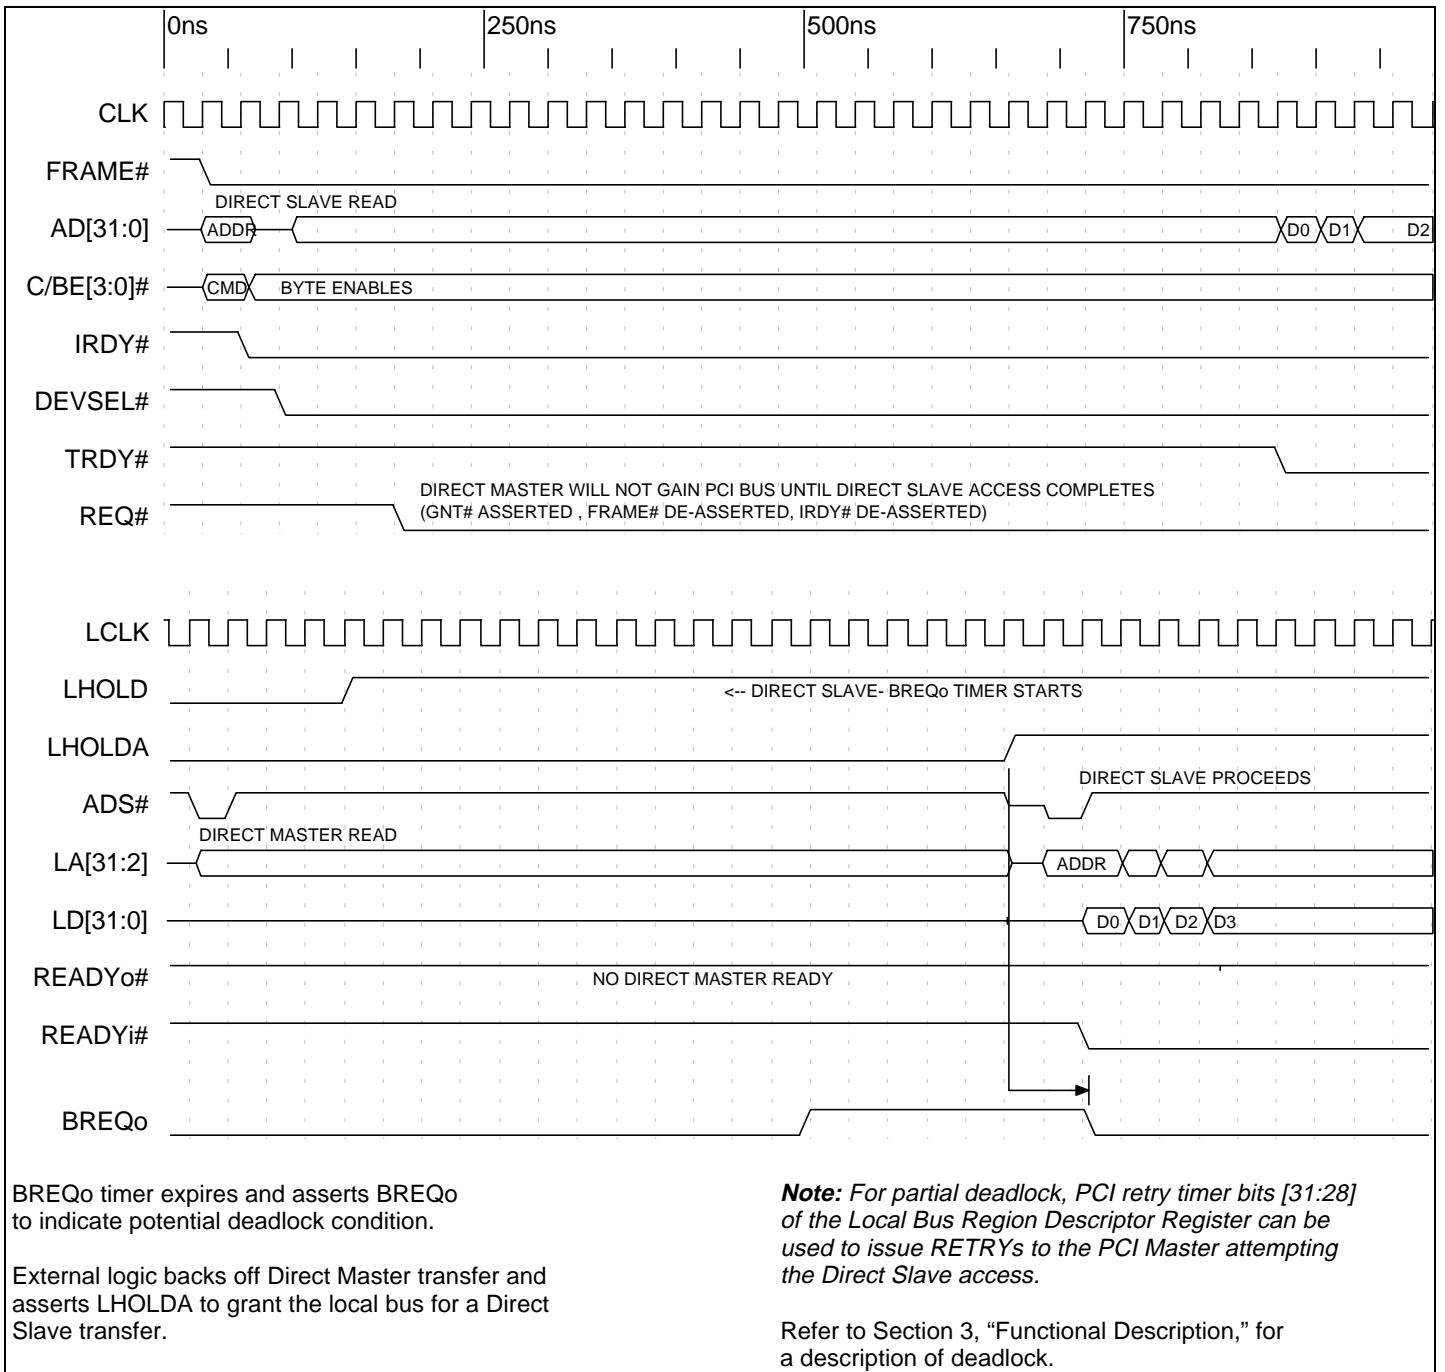 0ns 250ns 500ns 750ns
CLK
FRAME#
DIRECT SLAVE READ
AD[31:0] ADDR D0 D1 D2
C/BE[3:0]# CMD BYTE ENABLES
IRDY#
DEVSEL#
TRDY#
DIRECT MASTER WILL NOT GAIN PCI BUS UNTIL DIRECT SLAVE ACCESS COMPLETES
REQ# (GNT# ASSERTED , FRAME# DE-ASSERTED, IRDY# DE-ASSERTED)
LCLK
LHOLD <-- DIRECT SLAVE- BREQo TIMER STARTS
LHOLDA
DIRECT SLAVE PROCEEDS
ADS#
DIRECT MASTER READ
LA[31:2] ADDR
LD[31:0] D0 D1 D2 D3
READYo# NO DIRECT MASTER READY
READYi#
BREQo
BREQo timer expires and asserts BREQo
to indicate potential deadlock condition.
External logic backs off Direct Master transfer and
asserts LHOLDA to grant the local bus for a Direct
Slave transfer.
Note: For partial deadlock, PCI retry timer bits [31:28]
of the Local Bus Region Descriptor Register can be
used to issue RETRYs to the PCI Master attempting
the Direct Slave access.
Refer to Section 3, “Functional Description,” for
a description of deadlock.